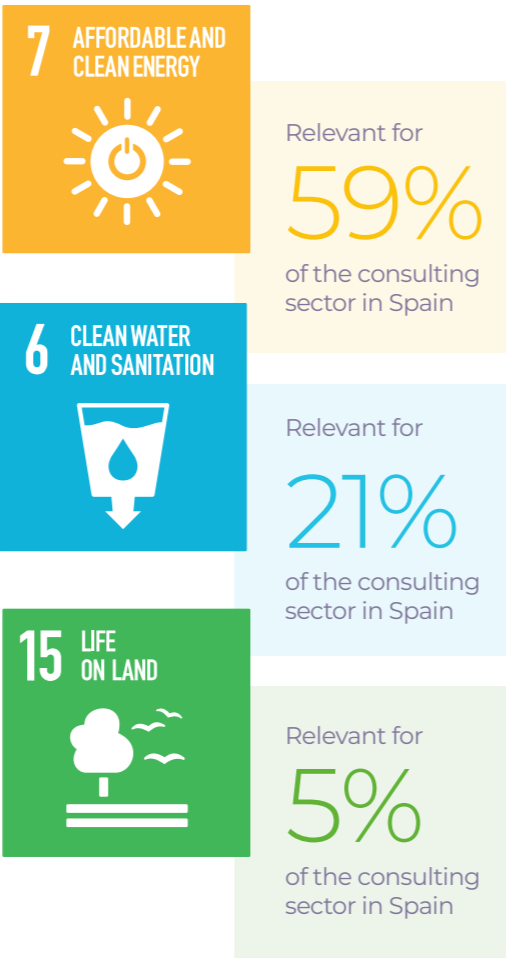 7 AFFORDABLE AND
CLEAN ENERGY
Relevant for
59%
of the consulting
sector in Spain
6 CLEAN WATER
AND SANITATION
Relevant for
21%
of the consulting
sector in Spain
15 LIFE
ON LAND
Relevant for
5%
of the consulting
sector in Spain